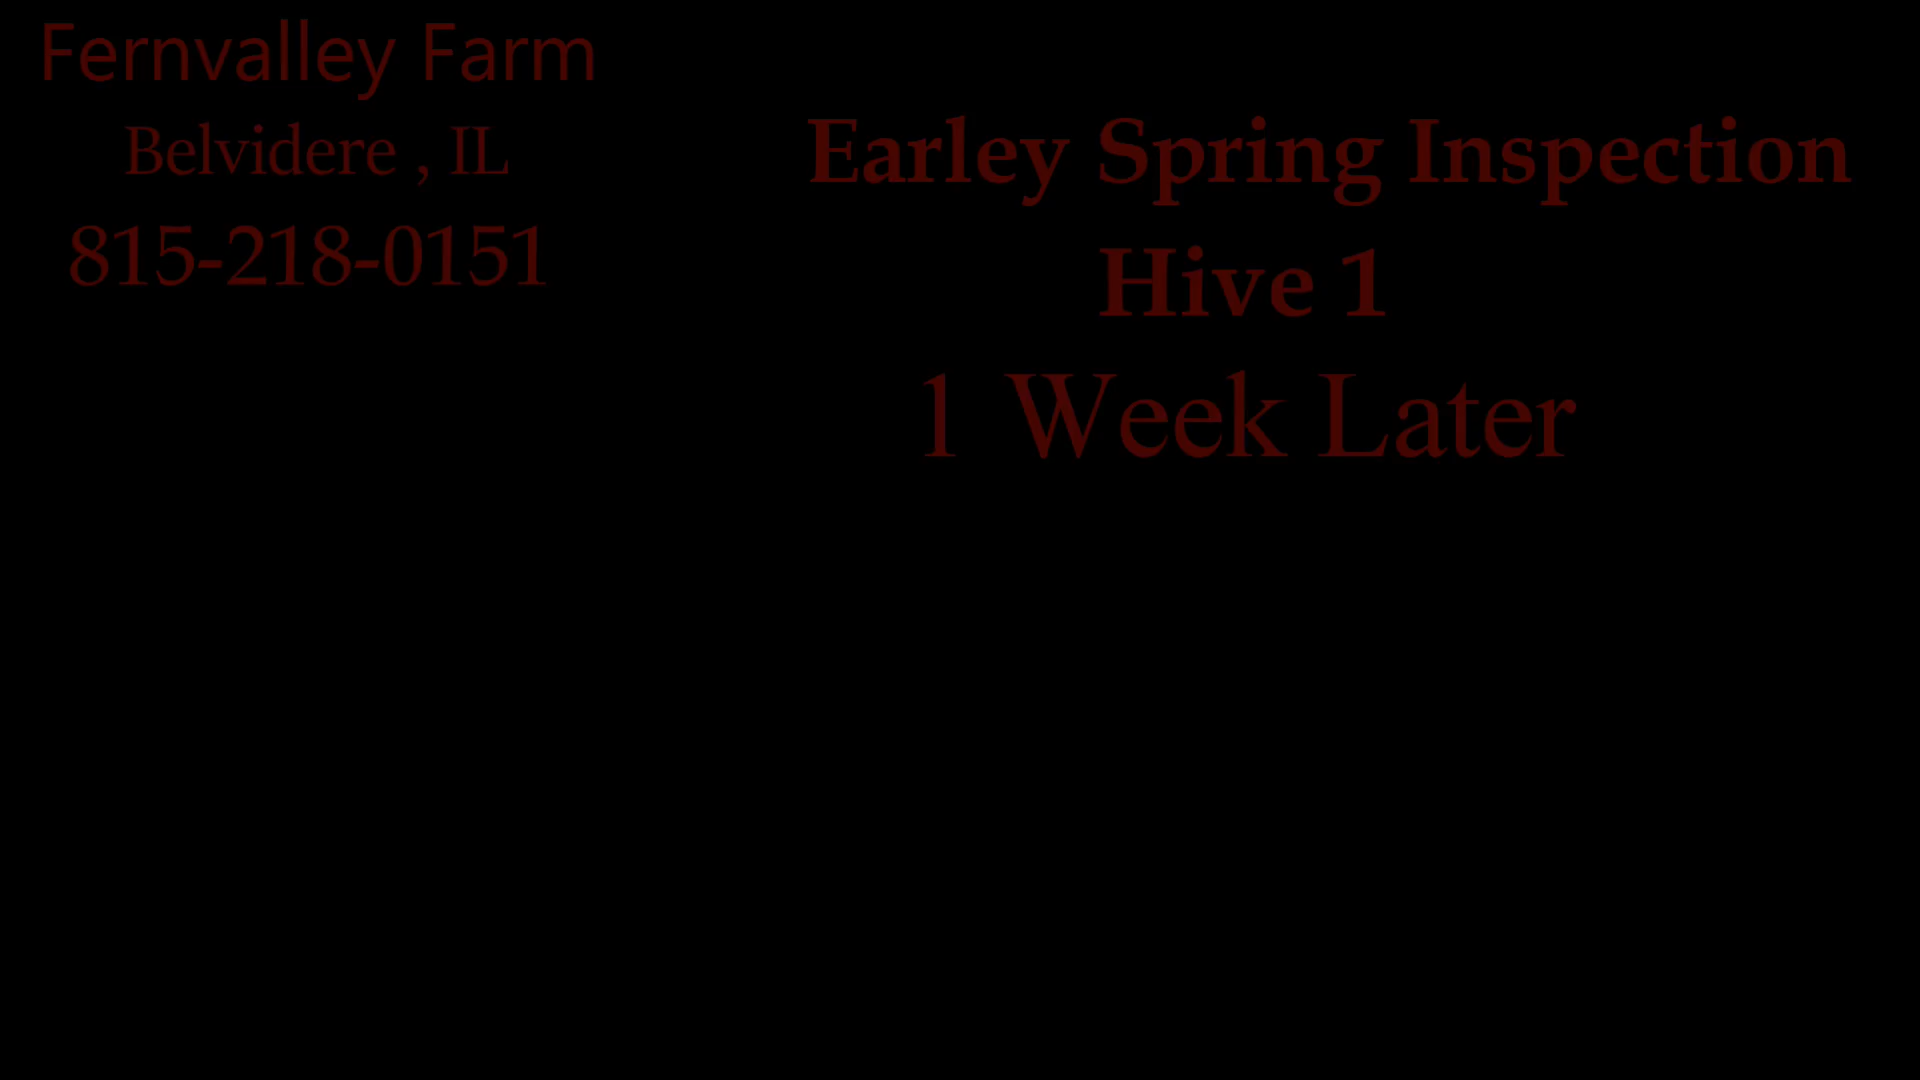 Fernvalley Farm
Belvidere , IL
815-218-0151
Earley Spring Inspection
Hive 1
1 Week Later